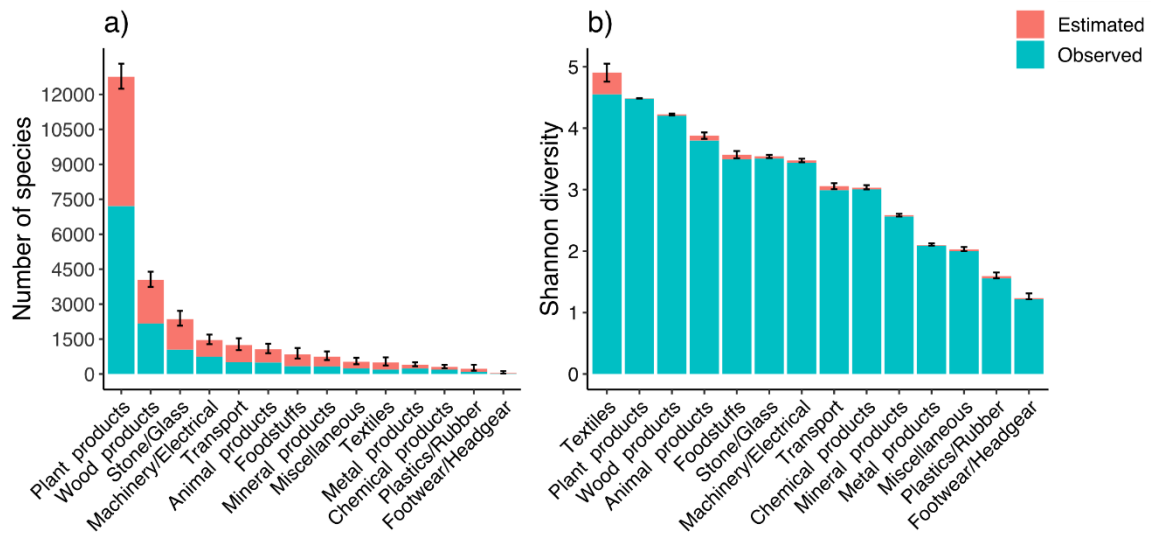 a)
Number of species
12000
10500
9000
7500
6000
4500
3000
1500
0
Plant products
Wood products
Stone/Glass
Machinery/Electrical
Transport
Animal products
Foodstuffs
Mineral products
Miscellaneous
Textiles
Metal products
Chemical products
Plastics/Rubber
Footwear/Headgear
b)
Shannon diversity
5
4
3
2
1
0
Textiles
Plant products
Wood products
Animal products
Foodstuffs
Stone/Glass
Machinery/Electrical
Transport
Chemical products
Mineral products
Metal products
Miscellaneous
Plastics/Rubber
Footwear/Headgear
Estimated
Observed